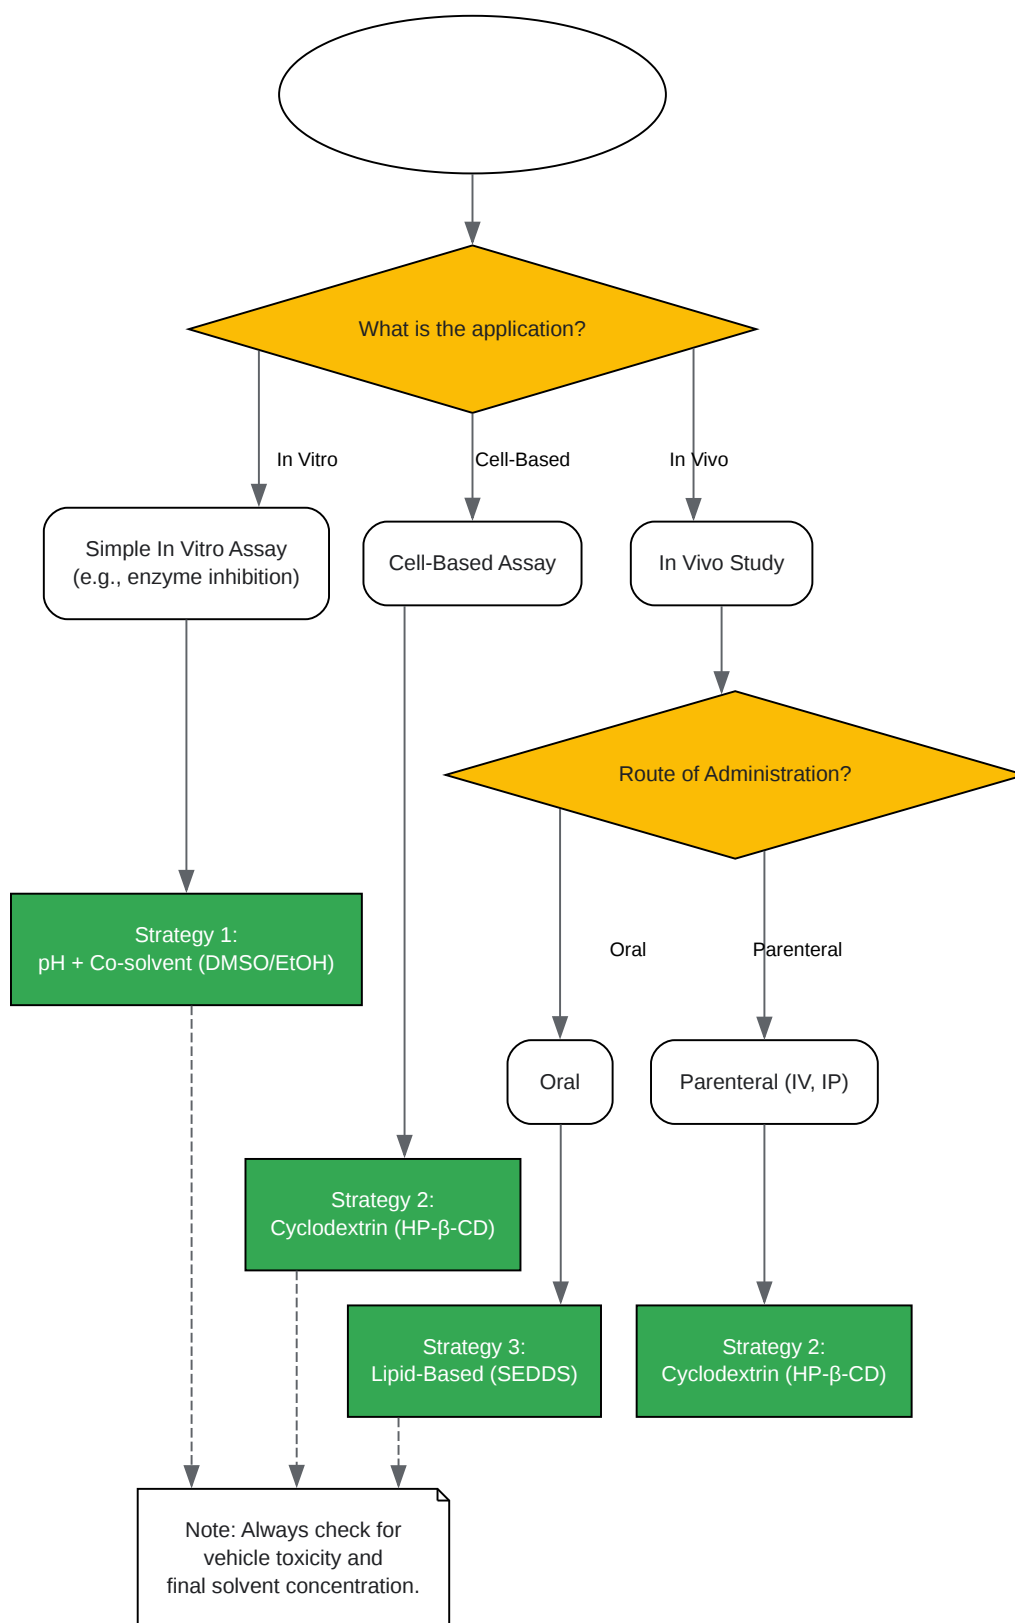 What is the application?
In Vitro
Cell-Based
In Vivo
Simple In Vitro Assay
(e.g., enzyme inhibition)
Cell-Based Assay
In Vivo Study
Route of Administration?
Strategy 1:
pH + Co-solvent (DMSO/EtOH)
Oral
Parenteral
Oral
Parenteral (IV, IP)
Strategy 2:
Cyclodextrin (HP-β-CD)
Strategy 3:
Lipid-Based (SEDDS)
Strategy 2:
Cyclodextrin (HP-β-CD)
Note: Always check for
vehicle toxicity and
final solvent concentration.